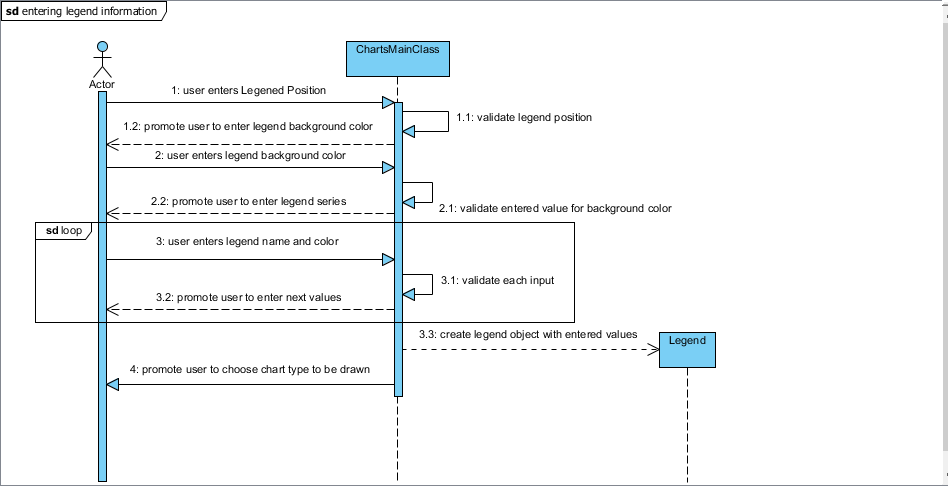 sd entering legend information
ChartsMainClass
Actor
1: user enters Legened Position
1.1: validate legend position
1.2: promote user to enter legend background color
2: user enters legend background color
2.2: promote user to enter legend series
2.1: validate entered value for background color
sd loop
3: user enters legend name and color
3.1: validate each input
3.2: promote user to enter next values
3.3: create legend object with entered values
Legend
4: promote user to choose chart type to be drawn